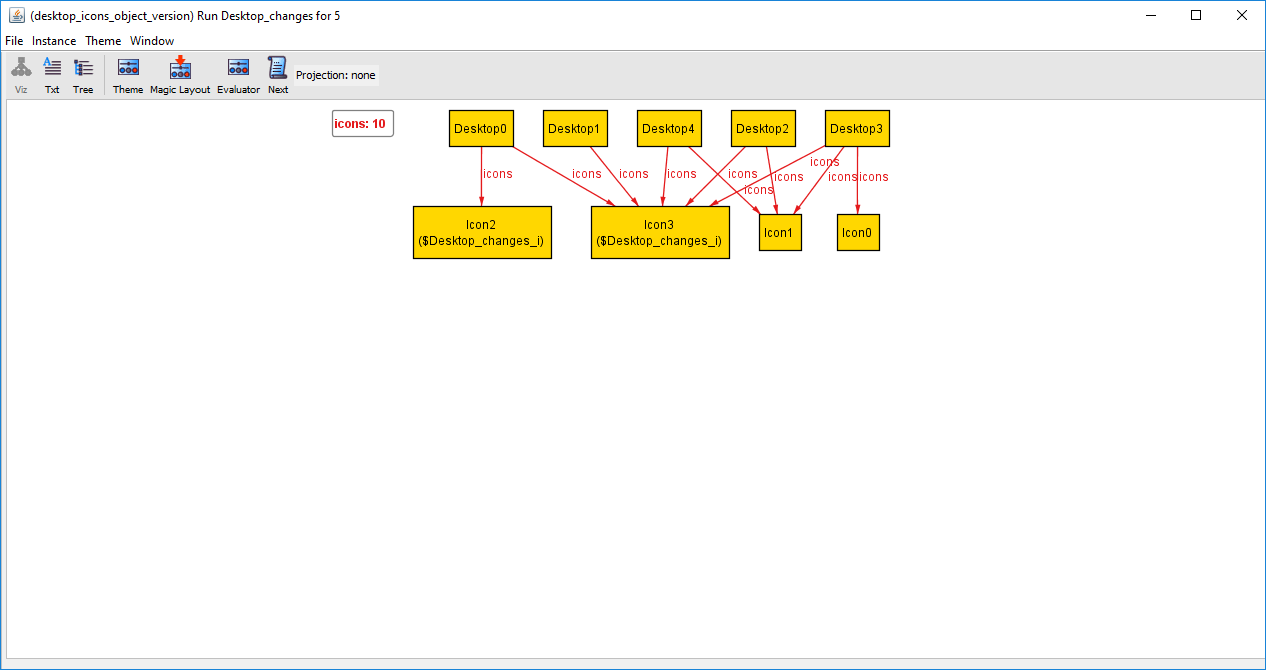 (desktop_icons_object_version) Run Desktop_changes for 5
File Instance Theme Window
Viz Txt Tree Theme Magic Layout Evaluator Next Projection: none
icons: 10
Desktop0 Desktop1 Desktop4 Desktop2 Desktop3
icons
icons icons icons icons icons icons icons icons
icons
Icon2
($Desktop_changes_i)
Icon3
($Desktop_changes_i)
Icon1
Icon0